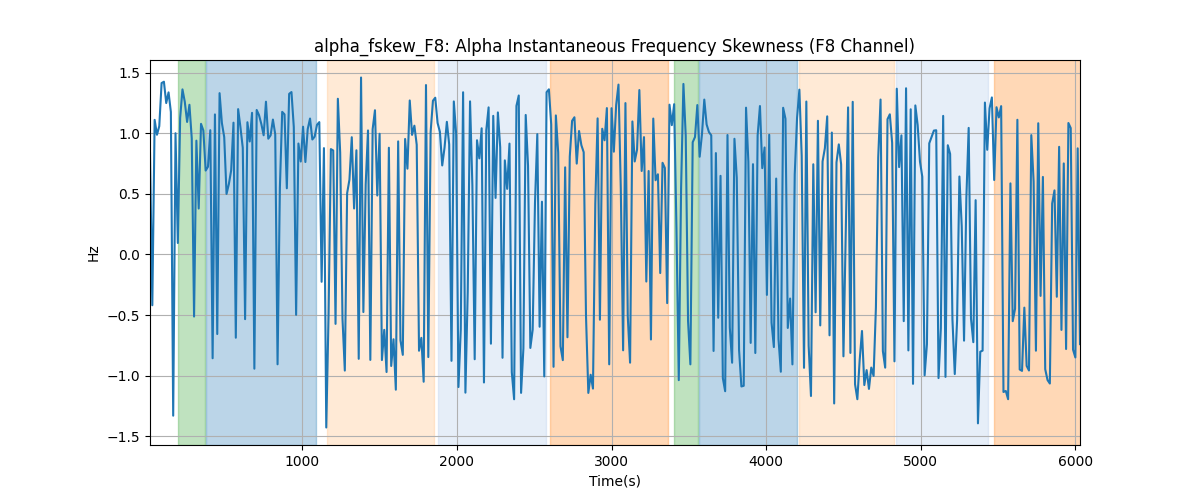 alpha_fskew_F8: Alpha Instantaneous Frequency Skewness (F8 Channel)
1.5
1.0
0.5
0.0
−0.5
−1.0
−1.5
Hz
1000 2000 3000 4000 5000 6000
Time(s)